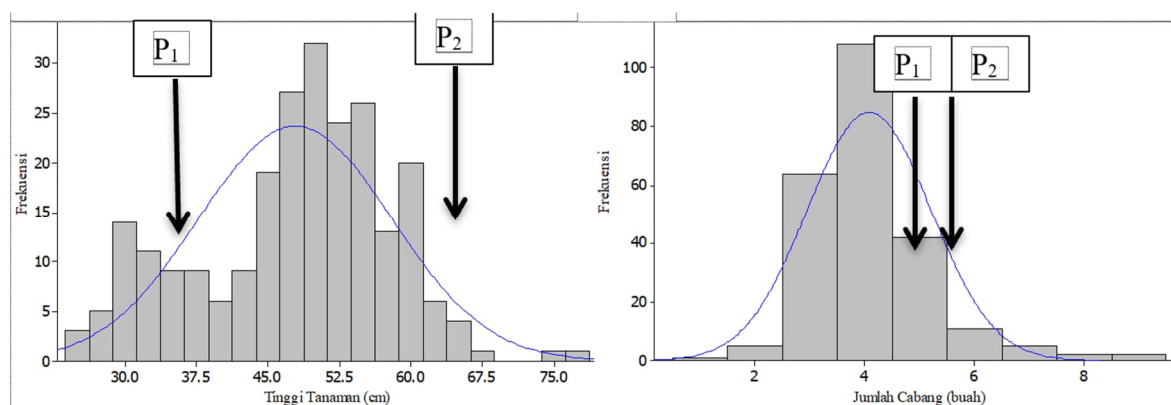 P1
P2
Frekuensi
30
25
20
15
10
5
0
30.0 37.5 45.0 52.5 60.0 67.5 75.0
Tinggi Tanaman (cm)
P1 P2
Frekuensi
100
80
60
40
20
0
2 4 6 8
Jumlah Cabang (buah)